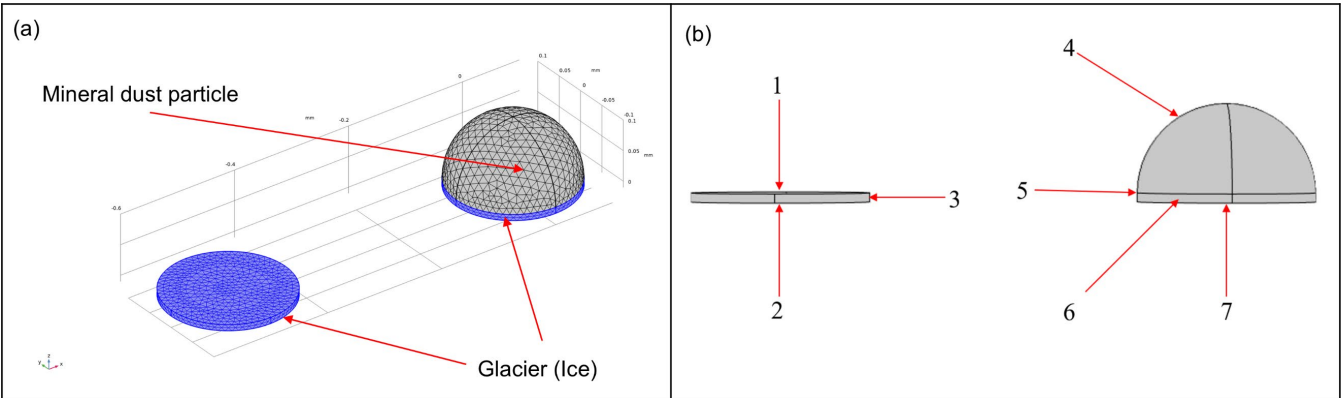 (a)
Mineral dust particle
Glacier (Ice)
-0.6
-0.4
mm
-0.2
0
0.1
0.05
mm
0
-0.05
-0.1
0.1
0.05
mm
0
z
y
x
(b)
1
2
3
4
5
6
7